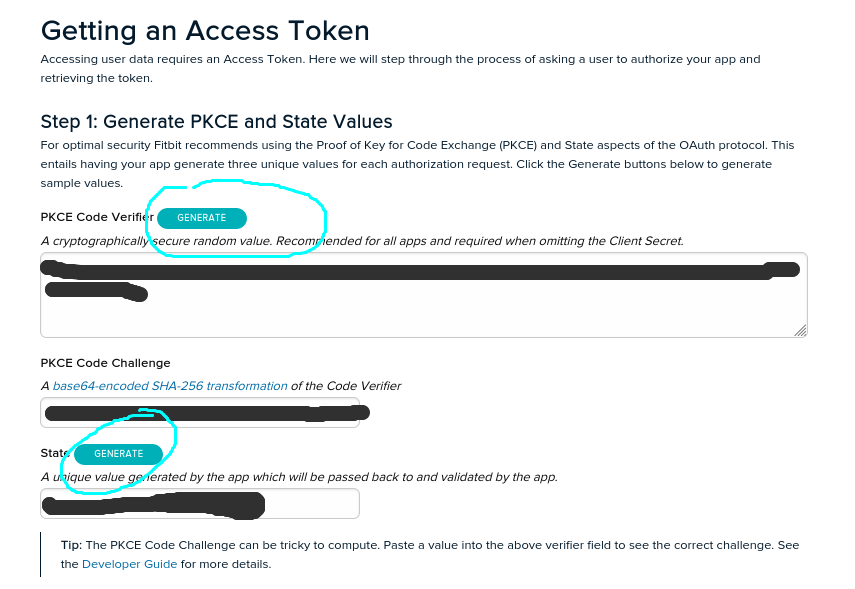 Getting an Access Token
Accessing user data requires an Access Token. Here we will step through the process of asking a user to authorize your app and
retrieving the token.
Step 1: Generate PKCE and State Values
For optimal security Fitbit recommends using the Proof of Key for Code Exchange (PKCE) and State aspects of the OAuth protocol. This
entails having your app generate three unique values for each authorization request. Click the Generate buttons below to generate
sample values.
PKCE Code Verifier GENERATE
A cryptographically secure random value. Recommended for all apps and required when omitting the Client Secret.
PKCE Code Challenge
A base64-encoded SHA-256 transformation of the Code Verifier
State GENERATE
A unique value generated by the app which will be passed back to and validated by the app.
Tip: The PKCE Code Challenge can be tricky to compute. Paste a value into the above verifier field to see the correct challenge. See
the Developer Guide for more details.